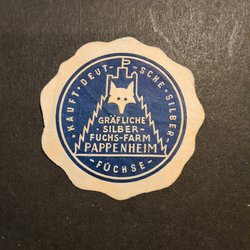 KAUFT · DEUTSCHE · SILBER-
FÜCHSE -
P
GRÄFLICHE
SILBER-
FUCHS-FARM
PAPPENHEIM